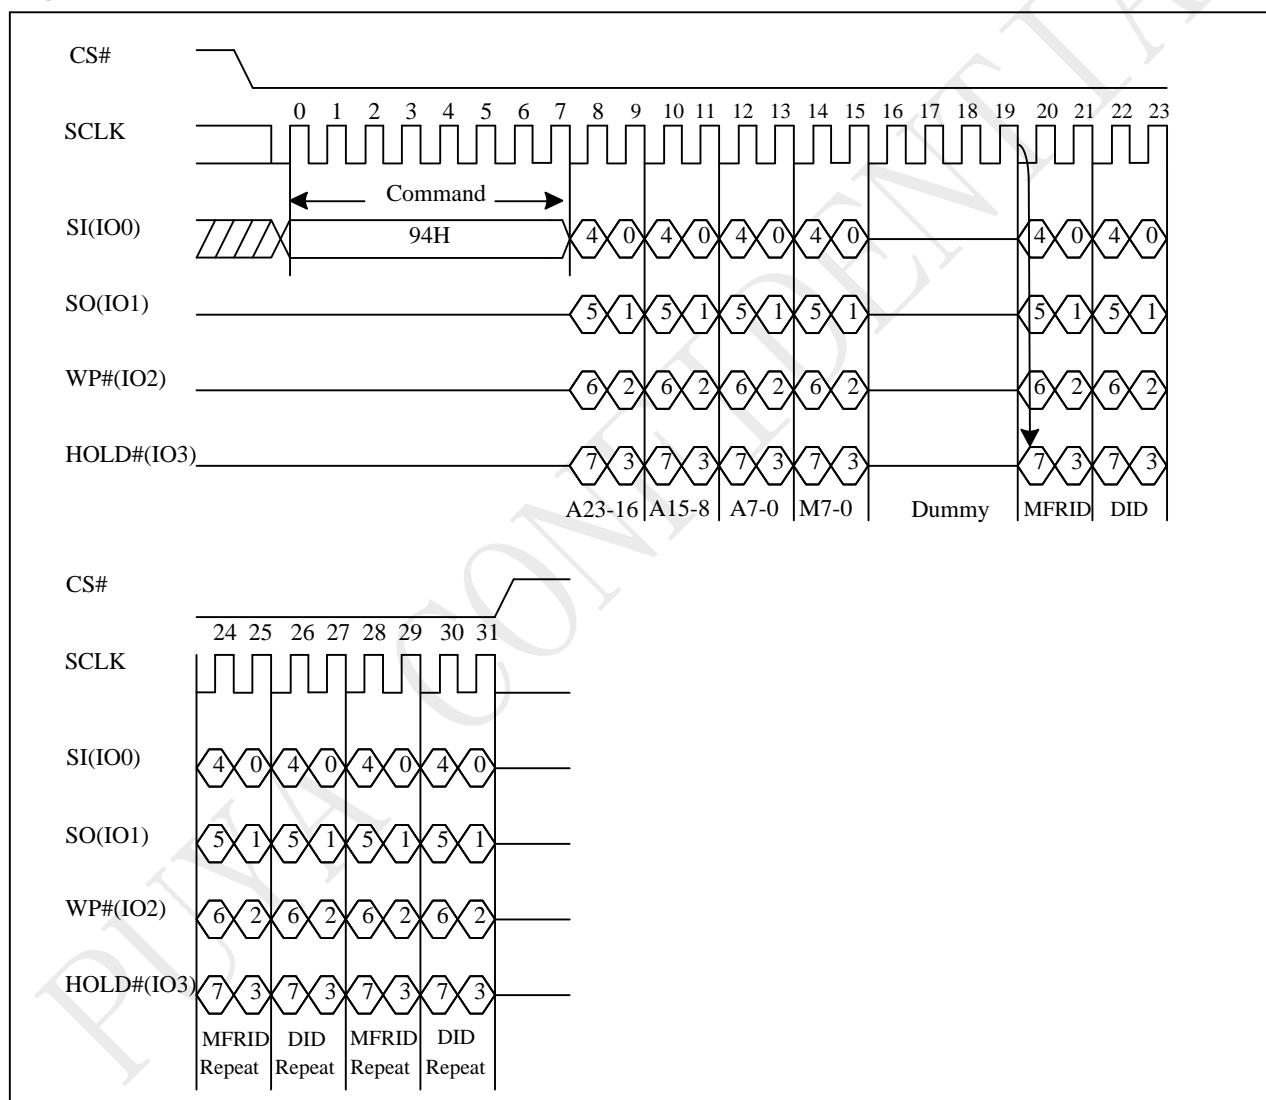 CS#
0 1 2 3 4 5 6 7 8 9 10 11 12 13 14 15 16 17 18 19 20 21 22 23
SCLK
Command
SI(IO0) 94H 4 0 4 0 4 0 4 0 4 0 4 0
SO(IO1) 5 1 5 1 5 1 5 1 5 1 5 1
WP#(IO2) 6 2 6 2 6 2 6 2 6 2 6 2
HOLD#(IO3) 7 3 7 3 7 3 7 3 7 3 7 3
A23-16 A15-8 A7-0 M7-0 Dummy MFRID DID
CS#
24 25 26 27 28 29 30 31
SCLK
SI(IO0) 4 0 4 0 4 0 4 0
SO(IO1) 5 1 5 1 5 1 5 1
WP#(IO2) 6 2 6 2 6 2 6 2
HOLD#(IO3) 7 3 7 3 7 3 7 3
MFRID DID MFRID DID
Repeat Repeat Repeat Repeat
PUYA CONFIDENTIA